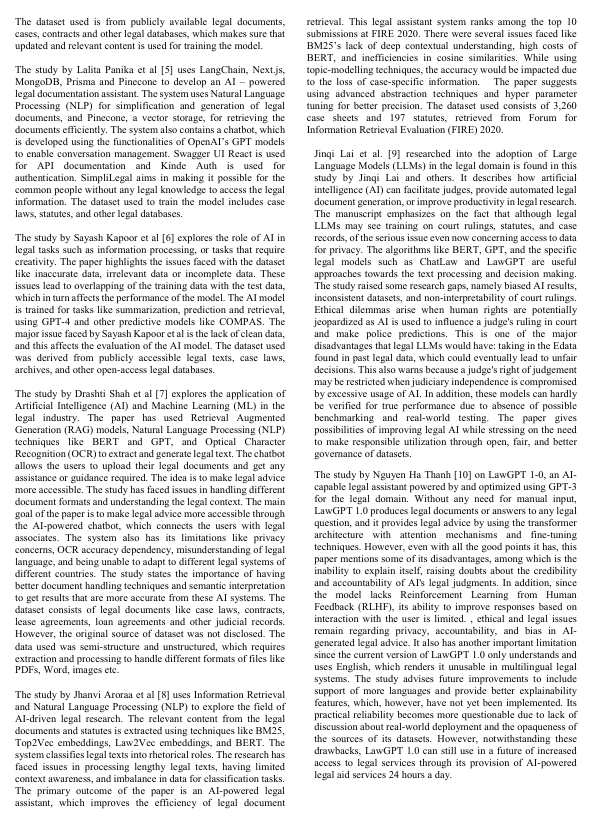 The dataset used is from publicly available legal documents,
cases, contracts and other legal databases, which makes sure that
updated and relevant content is used for training the model.
The study by Lalita Panika et al [5] uses LangChain, Next.js,
MongoDB, Prisma and Pinecone to develop an AI – powered
legal documentation assistant. The system uses Natural Language
Processing (NLP) for simplification and generation of legal
documents, and Pinecone, a vector storage, for retrieving the
documents efficiently. The system also contains a chatbot, which
is developed using the functionalities of OpenAI's GPT models
to enable conversation management. Swagger UI React is used
for API documentation and Kinde Auth is used for
authentication. SimpliLegal aims in making it possible for the
common people without any legal knowledge to access the legal
information. The dataset used to train the model includes case
laws, statutes, and other legal databases.
The study by Sayash Kapoor et al [6] explores the role of AI in
legal tasks such as information processing, or tasks that require
creativity. The paper highlights the issues faced with the dataset
like inaccurate data, irrelevant data or incomplete data. These
issues lead to overlapping of the training data with the test data,
which in turn affects the performance of the model. The AI model
is trained for tasks like summarization, prediction and retrieval,
using GPT-4 and other predictive models like COMPAS. The
major issue faced by Sayash Kapoor et al is the lack of clean data,
and this affects the evaluation of the AI model. The dataset used
was derived from publicly accessible legal texts, case laws,
archives, and other open-access legal databases.
The study by Drashti Shah et al [7] explores the application of
Artificial Intelligence (AI) and Machine Learning (ML) in the
legal industry. The paper has used Retrieval Augmented
Generation (RAG) models, Natural Language Processing (NLP)
techniques like BERT and GPT, and Optical Character
Recognition (OCR) to extract and generate legal text. The chatbot
allows the users to upload their legal documents and get any
assistance or guidance required. The idea is to make legal advice
more accessible. The study has faced issues in handling different
document formats and understanding the legal context. The main
goal of the paper is to make legal advice more accessible through
the AI-powered chatbot, which connects the users with legal
associates. The system also has its limitations like privacy
concerns, OCR accuracy dependency, misunderstanding of legal
language, and being unable to adapt to different legal systems of
different countries. The study states the importance of having
better document handling techniques and semantic interpretation
to get results that are more accurate from these AI systems. The
dataset consists of legal documents like case laws, contracts,
lease agreements, loan agreements and other judicial records.
However, the original source of dataset was not disclosed. The
data used was semi-structure and unstructured, which requires
extraction and processing to handle different formats of files like
PDFs, Word, images etc.
The study by Jhanvi Aroraa et al [8] uses Information Retrieval
and Natural Language Processing (NLP) to explore the field of
AI-driven legal research. The relevant content from the legal
documents and statutes is extracted using techniques like BM25,
Top2Vec embeddings, Law2Vec embeddings, and BERT. The
system classifies legal texts into rhetorical roles. The research has
faced issues in processing lengthy legal texts, having limited
context awareness, and imbalance in data for classification tasks.
The primary outcome of the paper is an AI-powered legal
assistant, which improves the efficiency of legal document
retrieval. This legal assistant system ranks among the top 10
submissions at FIRE 2020. There were several issues faced like
BM25's lack of deep contextual understanding, high costs of
BERT, and inefficiencies in cosine similarities. While using
topic-modelling techniques, the accuracy would be impacted due
to the loss of case-specific information. The paper suggests
using advanced abstraction techniques and hyper parameter
tuning for better precision. The dataset used consists of 3,260
case sheets and 197 statutes, retrieved from Forum for
Information Retrieval Evaluation (FIRE) 2020.
Jinqi Lai et al. [9] researched into the adoption of Large
Language Models (LLMs) in the legal domain is found in this
study by Jinqi Lai and others. It describes how artificial
intelligence (AI) can facilitate judges, provide automated legal
document generation, or improve productivity in legal research.
The manuscript emphasizes on the fact that although legal
LLMs may see training on court rulings, statutes, and case
records, of the serious issue even now concerning access to data
for privacy. The algorithms like BERT, GPT, and the specific
legal models such as ChatLaw and LawGPT are useful
approaches towards the text processing and decision making.
The study raised some research gaps, namely biased AI results,
inconsistent datasets, and non-interpretability of court rulings.
Ethical dilemmas arise when human rights are potentially
jeopardized as AI is used to influence a judge's ruling in court
and make police predictions. This is one of the major
disadvantages that legal LLMs would have: taking in the Edata
found in past legal data, which could eventually lead to unfair
decisions. This also warns because a judge's right of judgement
may be restricted when judiciary independence is compromised
by excessive usage of AI. In addition, these models can hardly
be verified for true performance due to absence of possible
benchmarking and real-world testing. The paper gives
possibilities of improving legal AI while stressing on the need
to make responsible utilization through open, fair, and better
governance of datasets.
The study by Nguyen Ha Thanh [10] on LawGPT 1-0, an AI-
capable legal assistant powered by and optimized using GPT-3
for the legal domain. Without any need for manual input,
LawGPT 1.0 produces legal documents or answers to any legal
question, and it provides legal advice by using the transformer
architecture with attention mechanisms and fine-tuning
techniques. However, even with all the good points it has, this
paper mentions some of its disadvantages, among which is the
inability to explain itself, raising doubts about the credibility
and accountability of AI's legal judgments. In addition, since
the model lacks Reinforcement Learning from Human
Feedback (RLHF), its ability to improve responses based on
interaction with the user is limited. , ethical and legal issues
remain regarding privacy, accountability, and bias in AI-
generated legal advice. It also has another important limitation
since the current version of LawGPT 1.0 only understands and
uses English, which renders it unusable in multilingual legal
systems. The study advises future improvements to include
support of more languages and provide better explainability
features, which, however, have not yet been implemented. Its
practical reliability becomes more questionable due to lack of
discussion about real-world deployment and the opaqueness of
the sources of its datasets. However, notwithstanding these
drawbacks, LawGPT 1.0 can still use in a future of increased
access to legal services through its provision of AI-powered
legal aid services 24 hours a day.